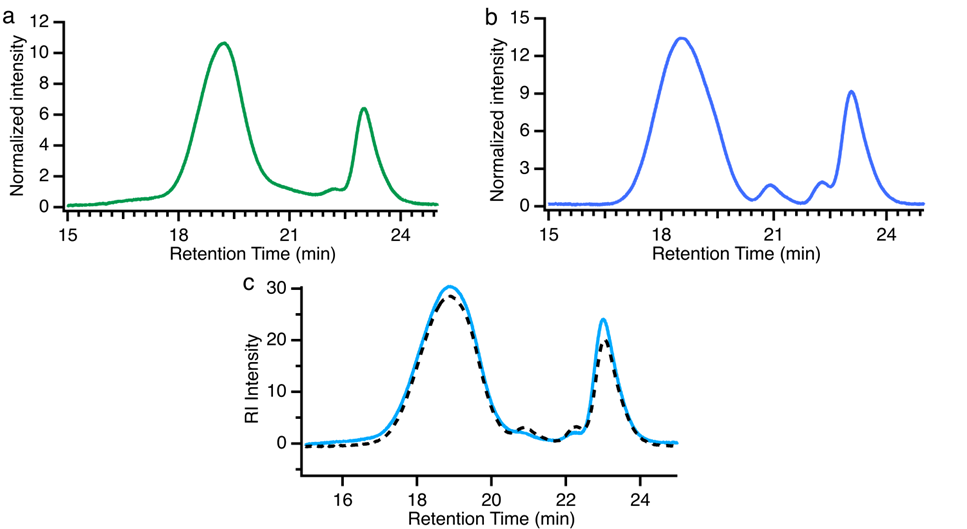 a
Normalized intensity
12
10
8
6
4
2
0
15 18 21 24
Retention Time (min)
b
Normalized intensity
15
12
9
6
3
0
15 18 21 24
Retention Time (min)
c
RI Intensity
30
20
10
0
16 18 20 22 24
Retention Time (min)